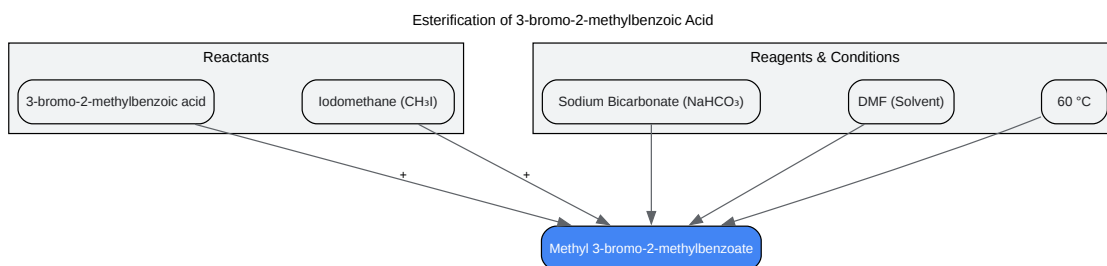 Esterification of 3-bromo-2-methylbenzoic Acid
Reactants
Reagents & Conditions
3-bromo-2-methylbenzoic acid
Iodomethane (CH₃I)
Sodium Bicarbonate (NaHCO₃)
DMF (Solvent)
60 °C
+
+
Methyl 3-bromo-2-methylbenzoate